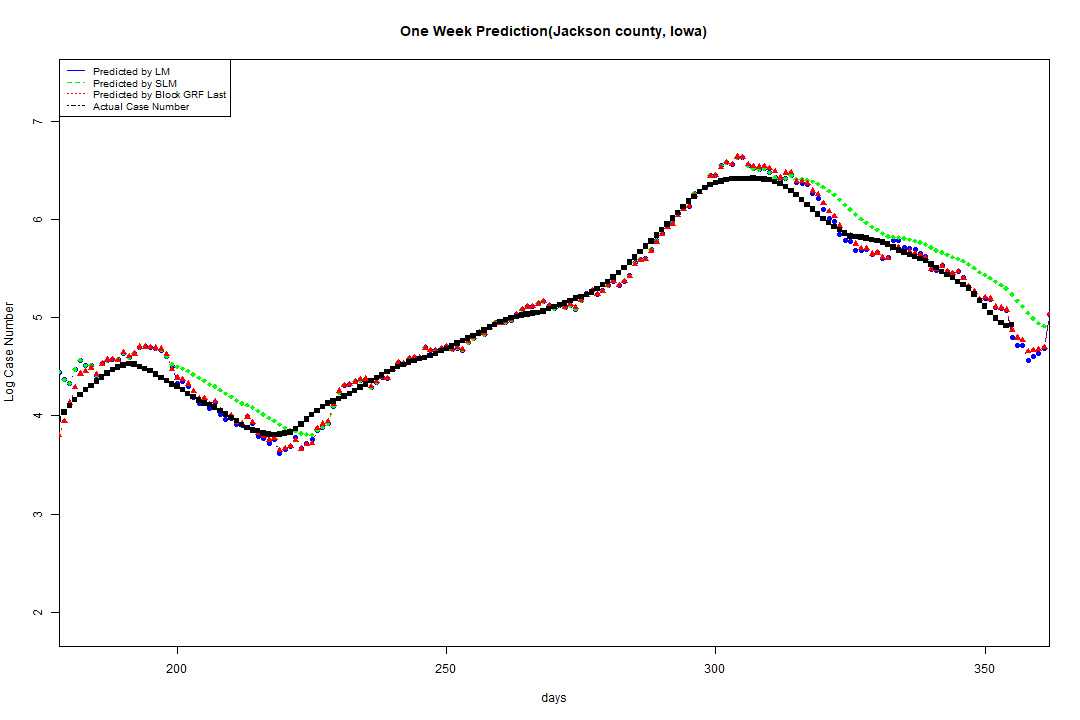 One Week Prediction(Jackson county, Iowa)
Predicted by LM
Predicted by SLM
Predicted by Block GRF Last
Actual Case Number
7
6
5
4
3
2
Log Case Number
200
250
300
350
days